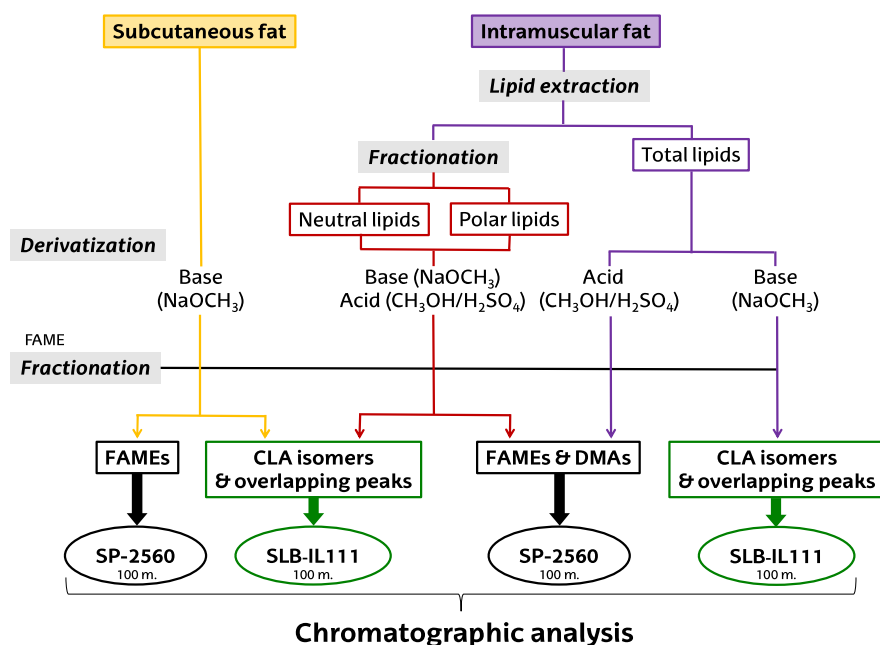 Subcutaneous fat
Intramuscular fat
Lipid extraction
Fractionation
Total lipids
Neutral lipids
Polar lipids
Derivatization
Base
(NaOCH₃)
Base (NaOCH₃)
Acid (CH₃OH/H₂SO₄)
Acid
(CH₃OH/H₂SO₄)
Base
(NaOCH₃)
FAME
Fractionation
FAMEs
CLA isomers
& overlapping peaks
FAMEs & DMAs
CLA isomers
& overlapping peaks
SP-2560
100 m.
SLB-IL111
100 m.
SP-2560
100 m.
SLB-IL111
100 m.
Chromatographic analysis